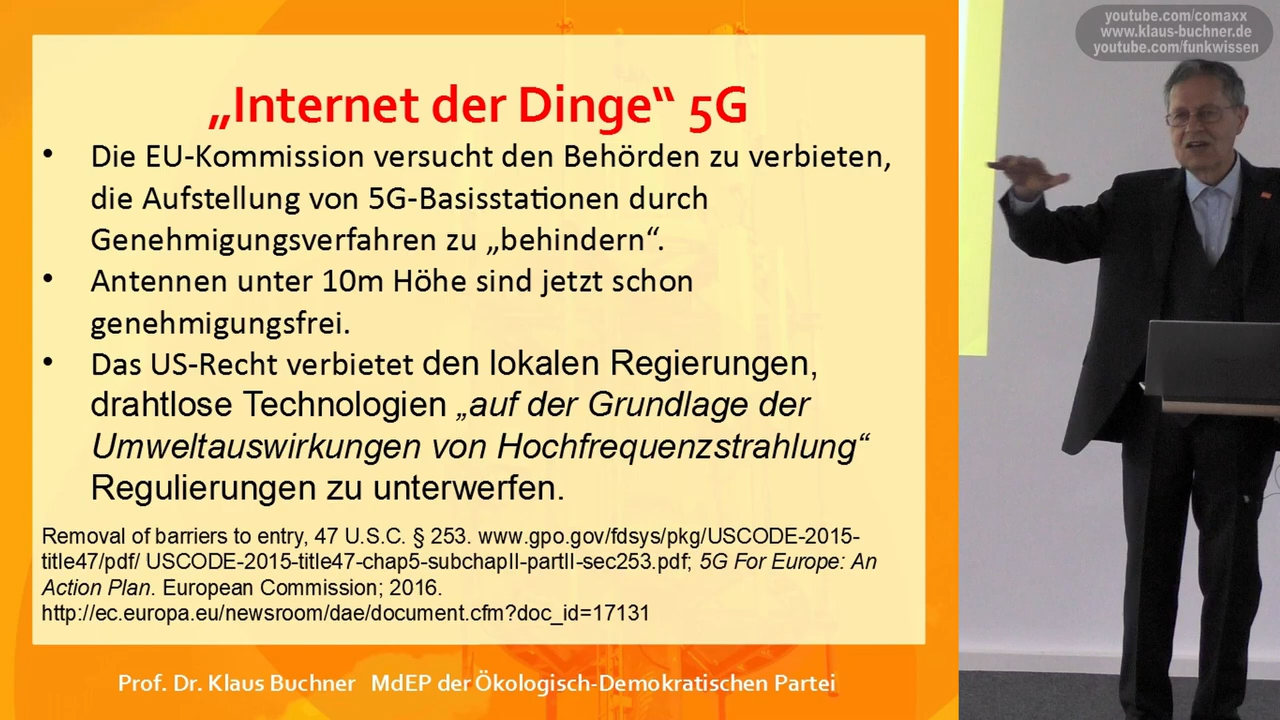 „Internet der Dinge“ 5G
• Die EU-Kommission versucht den Behörden zu verbieten,
die Aufstellung von 5G-Basisstationen durch
Genehmigungsverfahren zu „behindern“.
• Antennen unter 10m Höhe sind jetzt schon
genehmigungsfrei.
• Das US-Recht verbietet den lokalen Regierungen,
drahtlose Technologien „auf der Grundlage der
Umweltauswirkungen von Hochfrequenzstrahlung“
Regulierungen zu unterwerfen.
Removal of barriers to entry, 47 U.S.C. § 253. www.gpo.gov/fdsys/pkg/USCODE-2015-
title47/pdf/ USCODE-2015-title47-chap5-subchapII-partII-sec253.pdf; 5G For Europe: An
Action Plan. European Commission; 2016.
http://ec.europa.eu/newsroom/dae/document.cfm?doc_id=17131
Prof. Dr. Klaus Buchner MdEP der Ökologisch-Demokratischen Partei
youtube.com/comaxx
www.klaus-buchner.de
youtube.com/funkwissen